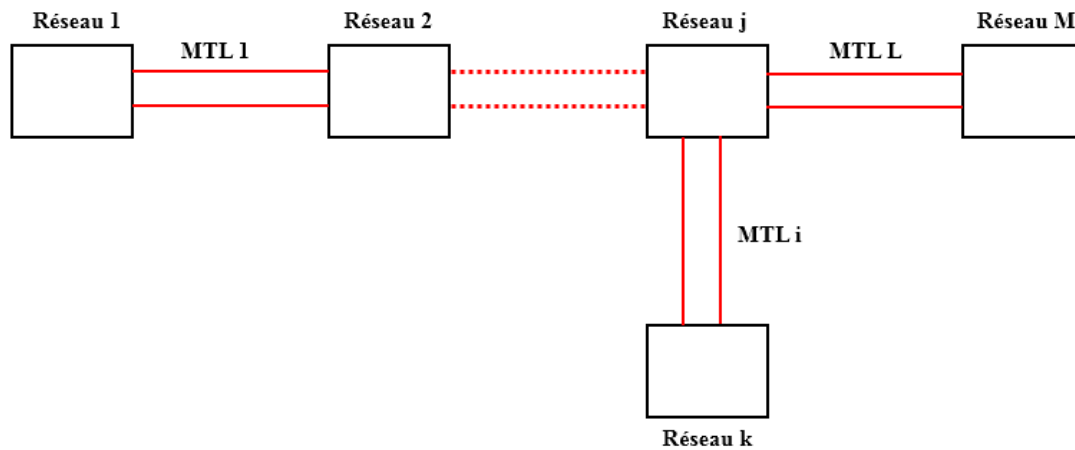 Réseau 1
Réseau 2
Réseau j
Réseau M
MTL 1
MTL L
MTL i
Réseau k